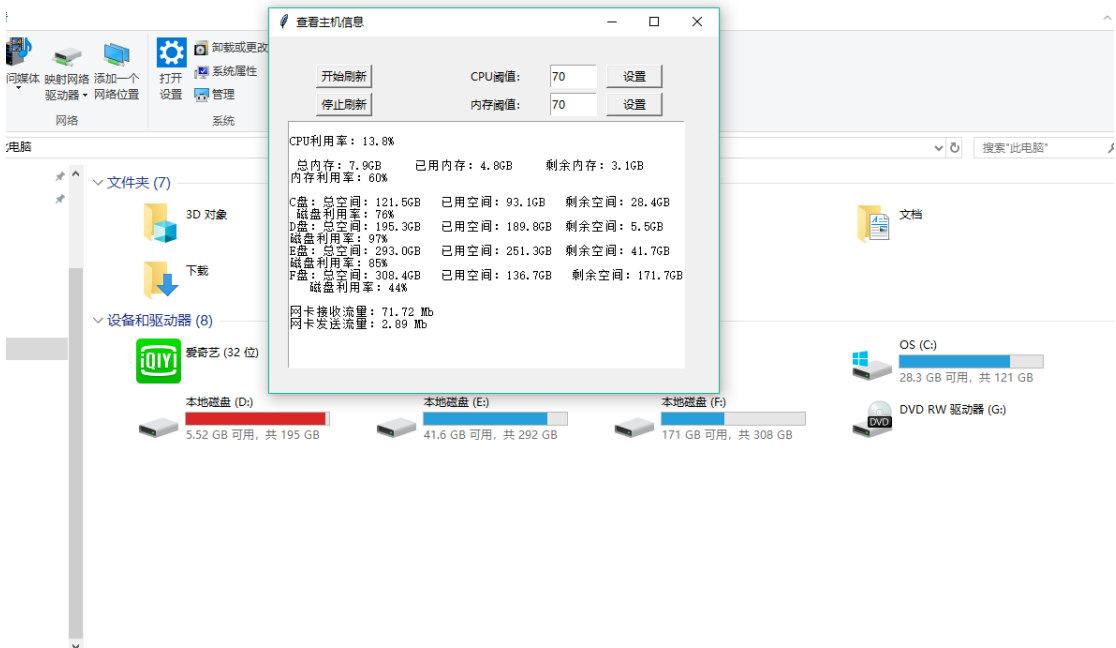 查看主机信息
开始刷新 CPU阈值: 70 设置
停止刷新 内存阈值: 70 设置
CPU利用率: 13.8%
总内存: 7.9GB 已用内存: 4.8GB 剩余内存: 3.1GB
内存利用率: 60%
C盘: 总空间: 121.5GB 已用空间: 93.1GB 剩余空间: 28.4GB
磁盘利用率: 76%
D盘: 总空间: 195.3GB 已用空间: 189.8GB 剩余空间: 5.5GB
磁盘利用率: 97%
E盘: 总空间: 293.0GB 已用空间: 251.3GB 剩余空间: 41.7GB
磁盘利用率: 85%
F盘: 总空间: 308.4GB 已用空间: 136.7GB 剩余空间: 171.7GB
磁盘利用率: 44%
网卡接收流量: 71.72 Mb
网卡发送流量: 2.89 Mb
问媒体
映射网络
驱动器
添加一个
网络位置
网络
打开
设置
卸载或更改
系统属性
管理
系统
此电脑
搜索"此电脑"
文件夹 (7)
3D 对象
文档
下载
设备和驱动器 (8)
爱奇艺 (32 位)
iQIYI
OS (C:)
28.3 GB 可用, 共 121 GB
本地磁盘 (D:)
5.52 GB 可用, 共 195 GB
本地磁盘 (E:)
41.6 GB 可用, 共 292 GB
本地磁盘 (F:)
171 GB 可用, 共 308 GB
DVD RW 驱动器 (G:)
DVD